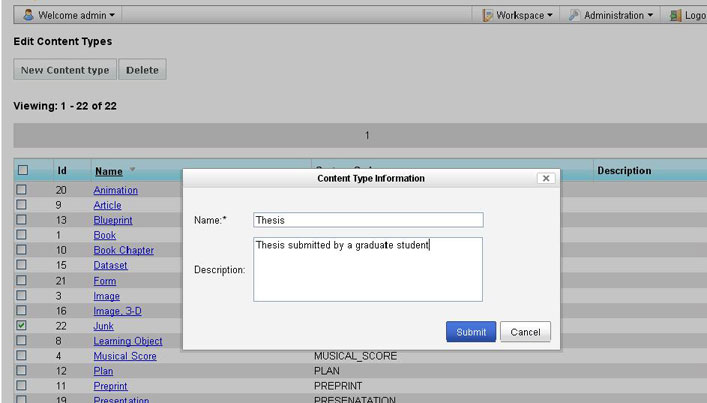 Welcome admin Workspace Administration Logo
Edit Content Types
New Content type Delete
Viewing: 1 - 22 of 22
1
Id Name Description
20 Animation
9 Article
13 Blueprint
1 Book
10 Book Chapter
15 Dataset
21 Form
3 Image
16 Image, 3-D
22 Junk
8 Learning Object
4 Musical Score MUSICAL_SCORE
12 Plan PLAN
11 Preprint PREPRINT
19 Presentation PRESENATATION
Content Type Information
Name:* Thesis
Thesis submitted by a graduate student
Description:
Submit Cancel